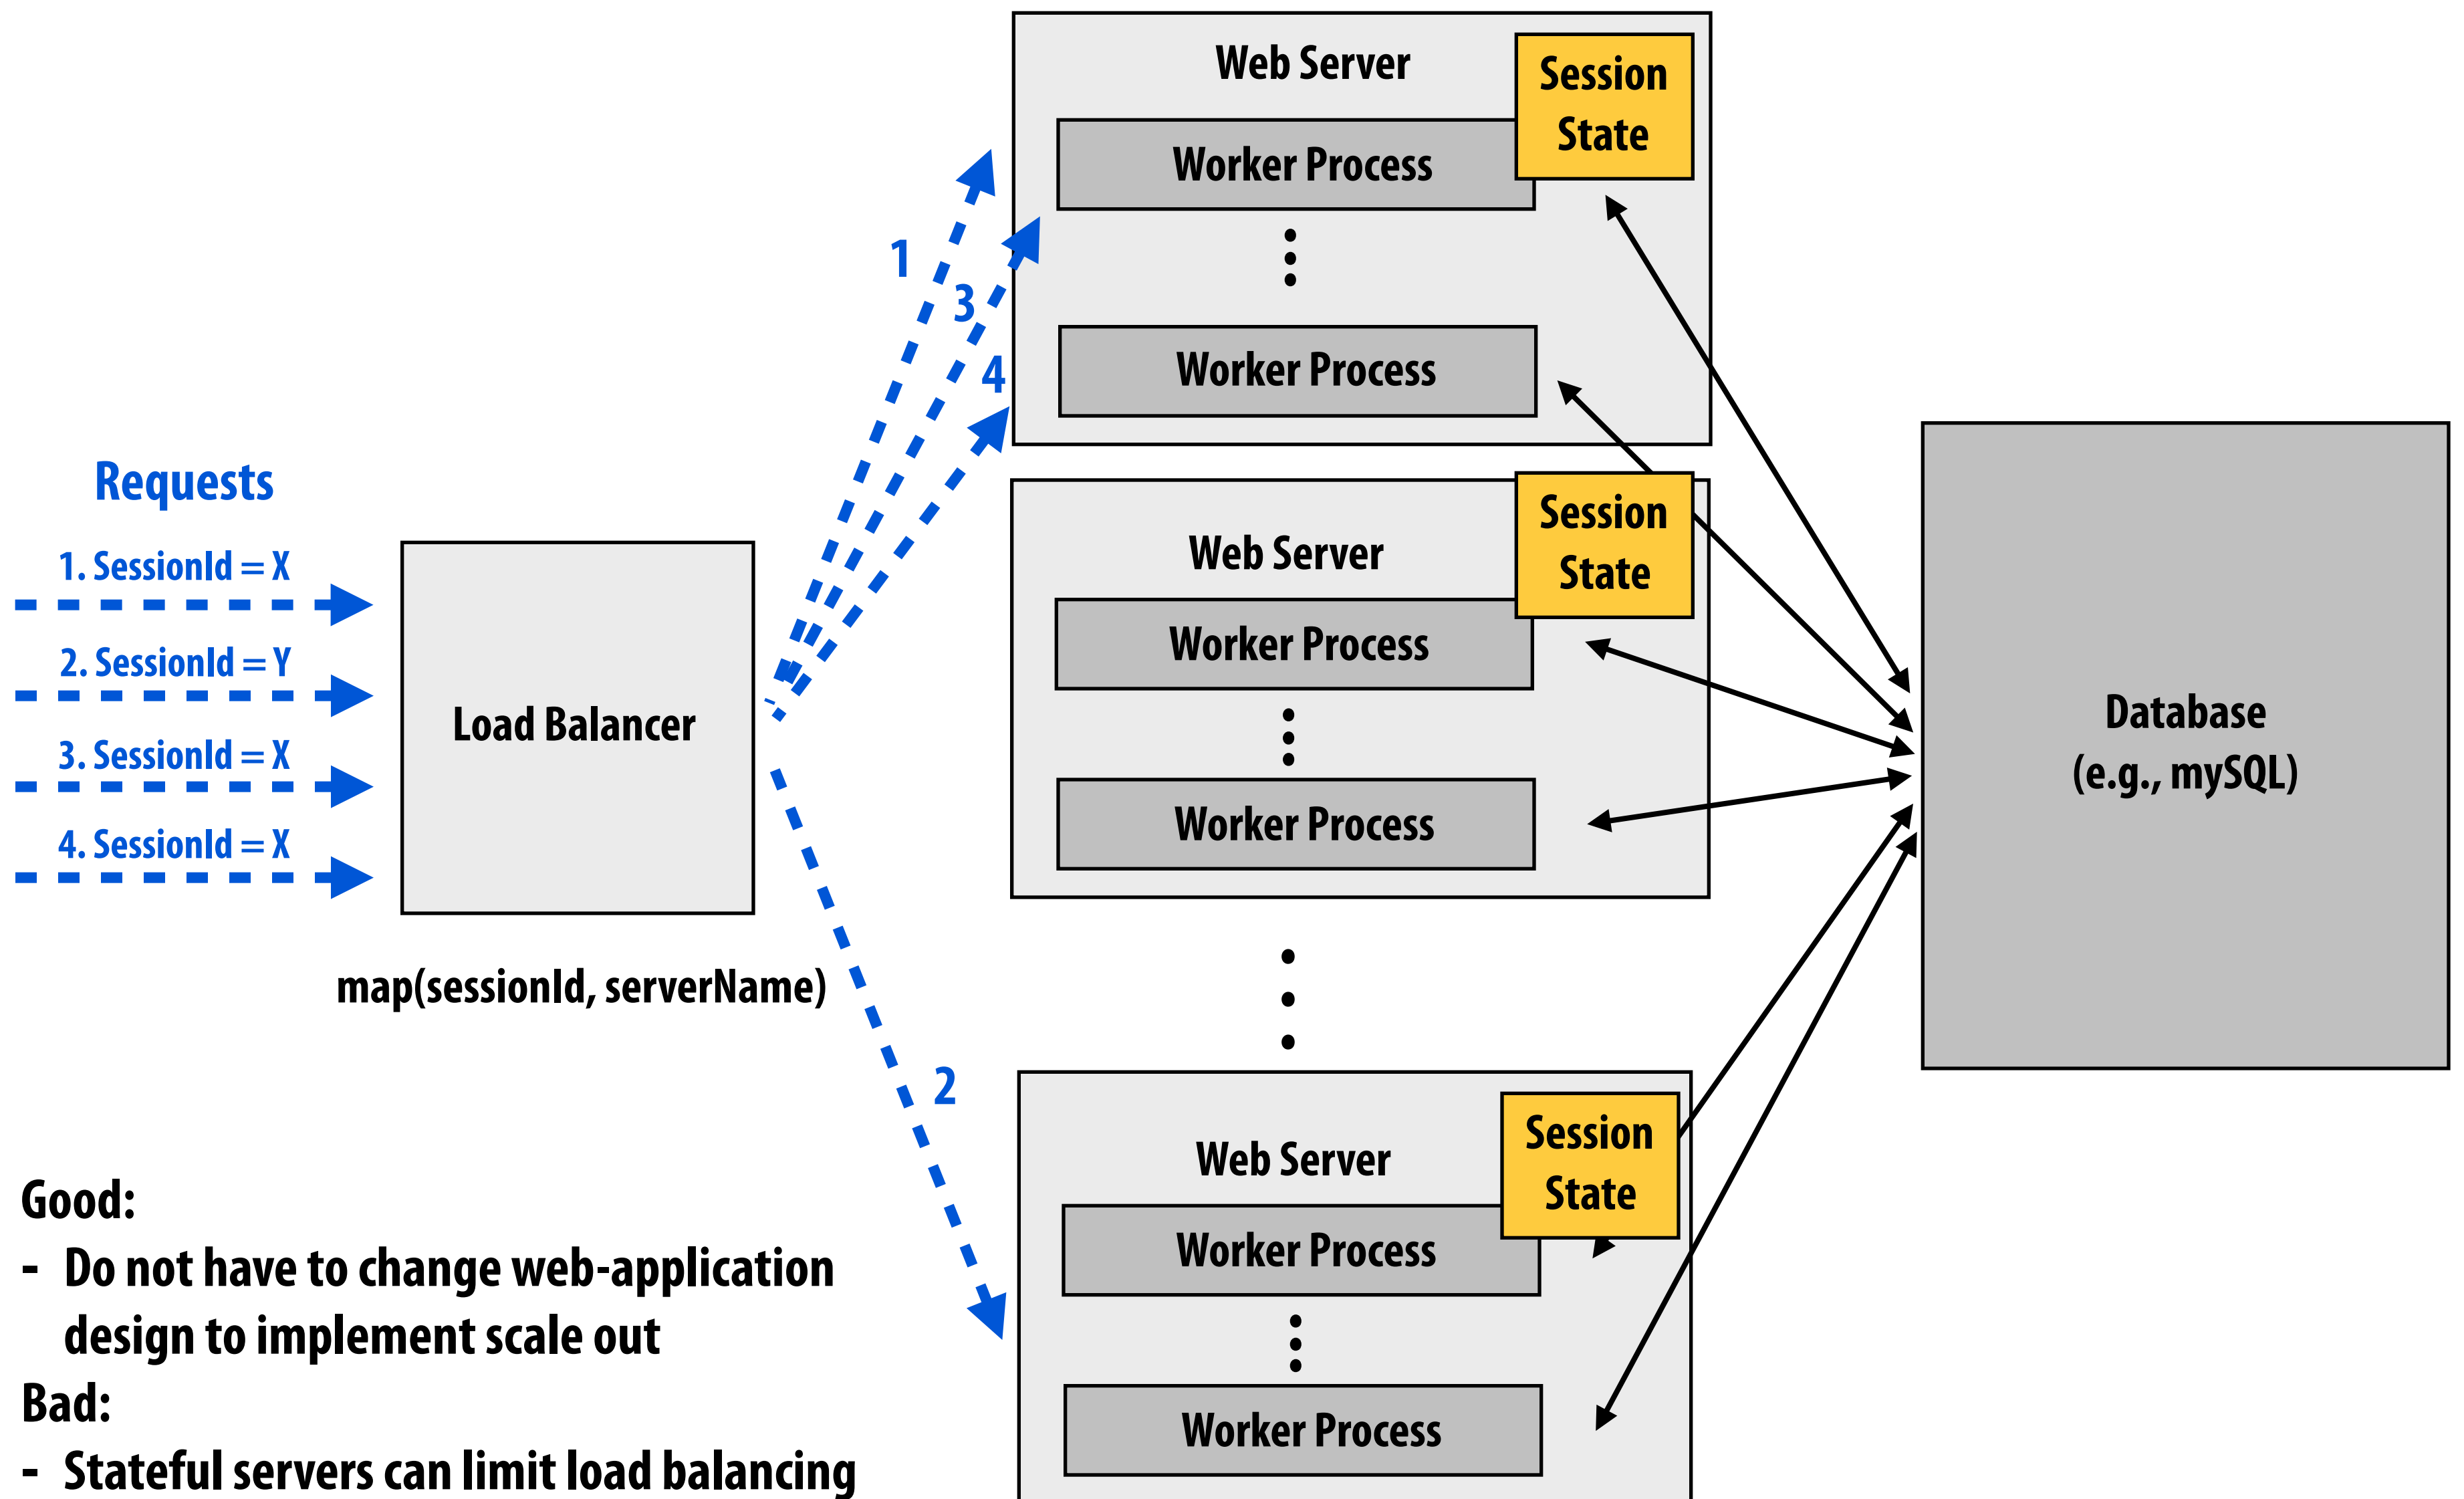 Web Server
Session
State
Worker Process
1
3
Worker Process
4
Requests
1. SessionId = X
2. SessionId = Y
3. SessionId = X
4. SessionId = X
Load Balancer
map(sessionId, serverName)
Session
State
Web Server
Worker Process
Worker Process
Database
(e.g., mySQL)
2
Session
State
Web Server
Worker Process
Worker Process
Good:
- Do not have to change web-application
design to implement scale out
Bad:
- Stateful servers can limit load balancing